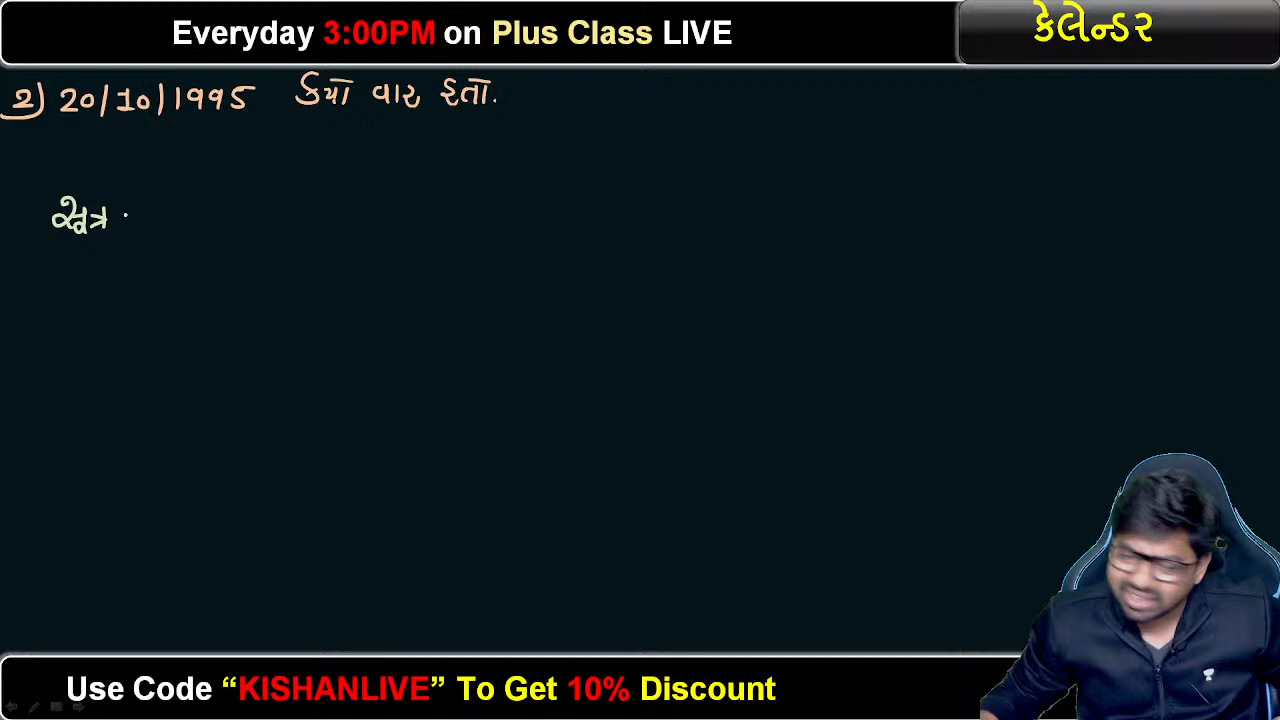 Everyday 3:00PM on Plus Class LIVE
કેલેન્ડર
2) 20/10/1995 કયો વાર હતો.
સૂત્ર
Use Code “KISHANLIVE” To Get 10% Discount